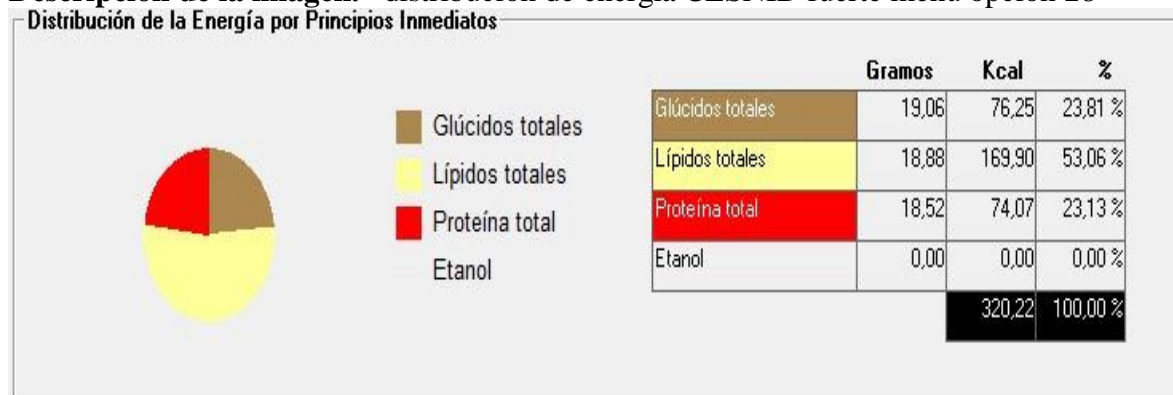 Distribución de la Energía por Principios Inmediatos
Gramos Kcal %
Glúcidos totales 19,06 76,25 23,81 %
Lípidos totales 18,88 169,90 53,06 %
Proteína total 18,52 74,07 23,13 %
Etanol 0,00 0,00 0,00 %
320,22 100,00 %
Glúcidos totales
Lípidos totales
Proteína total
Etanol